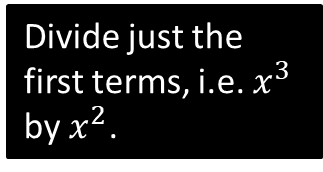 Divide just the
first terms, i.e. x³
by x².